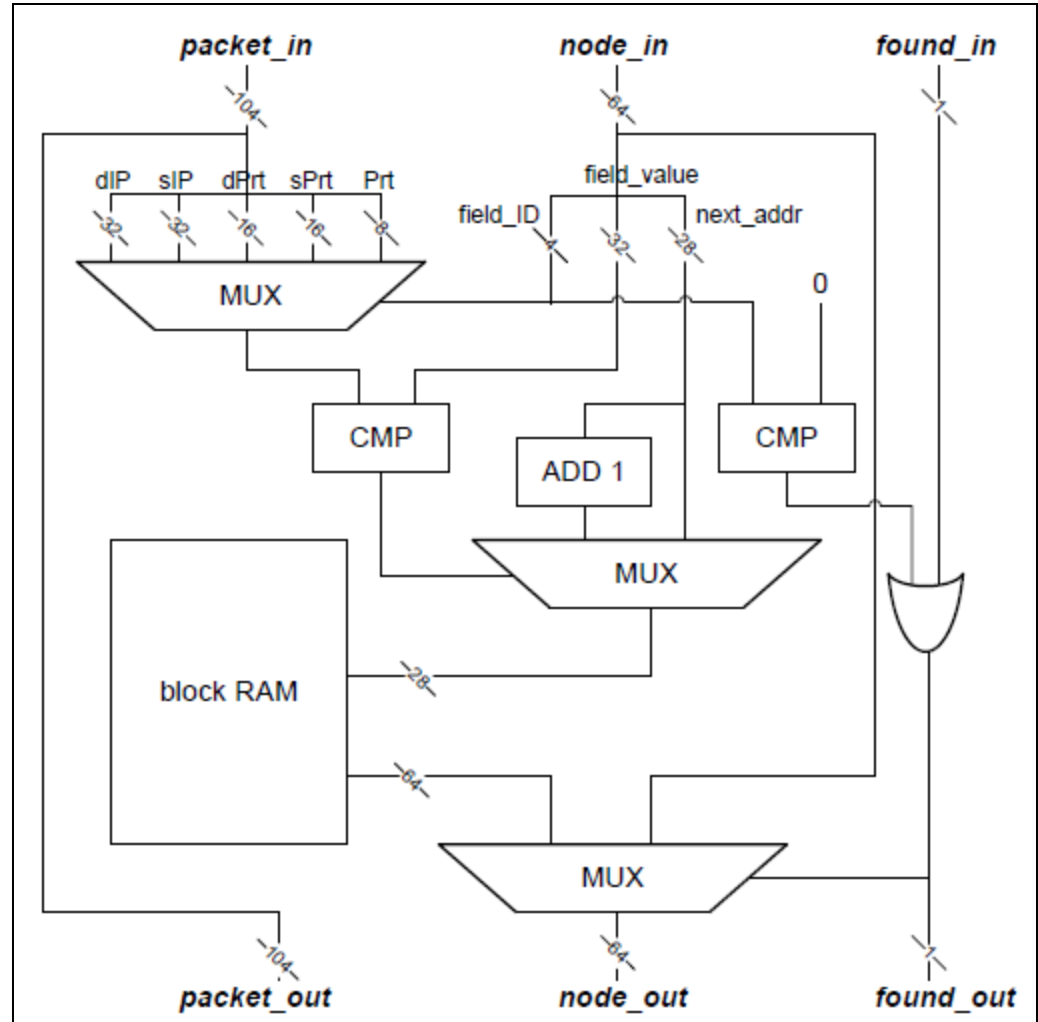 packet_in node_in found_in
104 64 1
dIP sIP dPrt sPrt Prt field_value
field_ID next_addr
32 32 16 16 8 4 32 28
0
MUX
CMP CMP
ADD 1
MUX
block RAM
28
64
MUX
104 64 1
packet_out node_out found_out